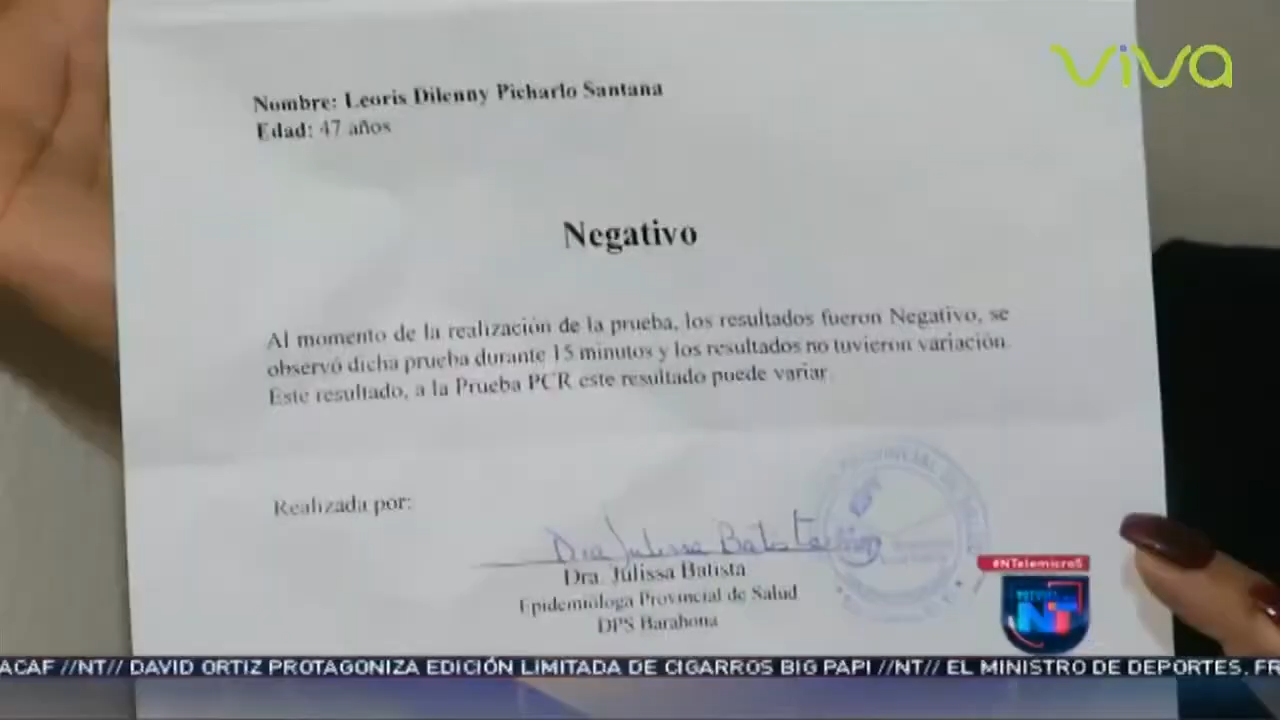 viva
Nombre: Leoris Dilenny Picharlo Santana
Edad: 47 años
Negativo
Al momento de la realización de la prueba, los resultados fueron Negativo, se
observó dicha prueba durante 15 minutos y los resultados no tuvieron variación.
Este resultado, a la Prueba PCR este resultado puede variar.
Realizada por:
Dra Julissa Batista
Dra. Julissa Batista
Epidemióloga Provincial de Salud
DPS Barahona
#NTelemicro5
NT
ACAF //NT// DAVID ORTIZ PROTAGONIZA EDICIÓN LIMITADA DE CIGARROS BIG PAPI //NT// EL MINISTRO DE DEPORTES, FR